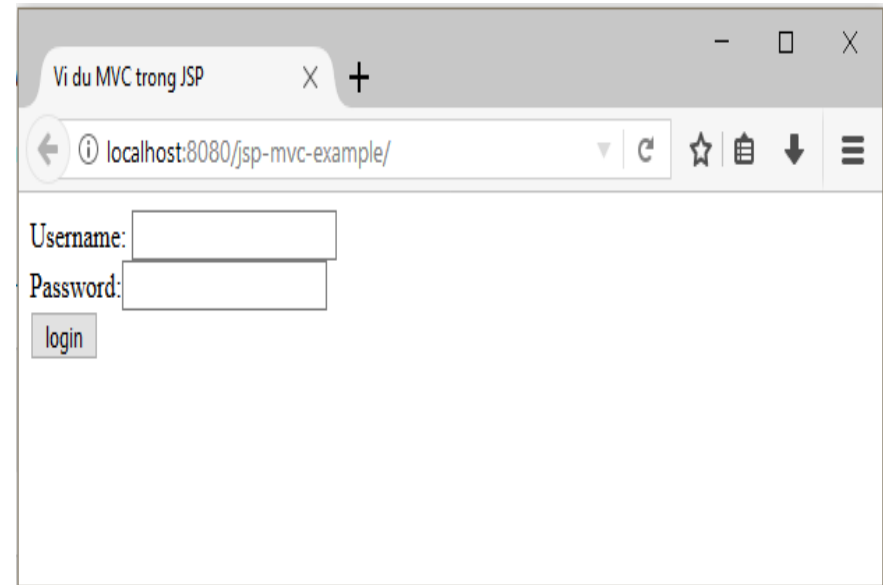 Vi du MVC trong JSP
localhost:8080/jsp-mvc-example/
Username:
Password:
login